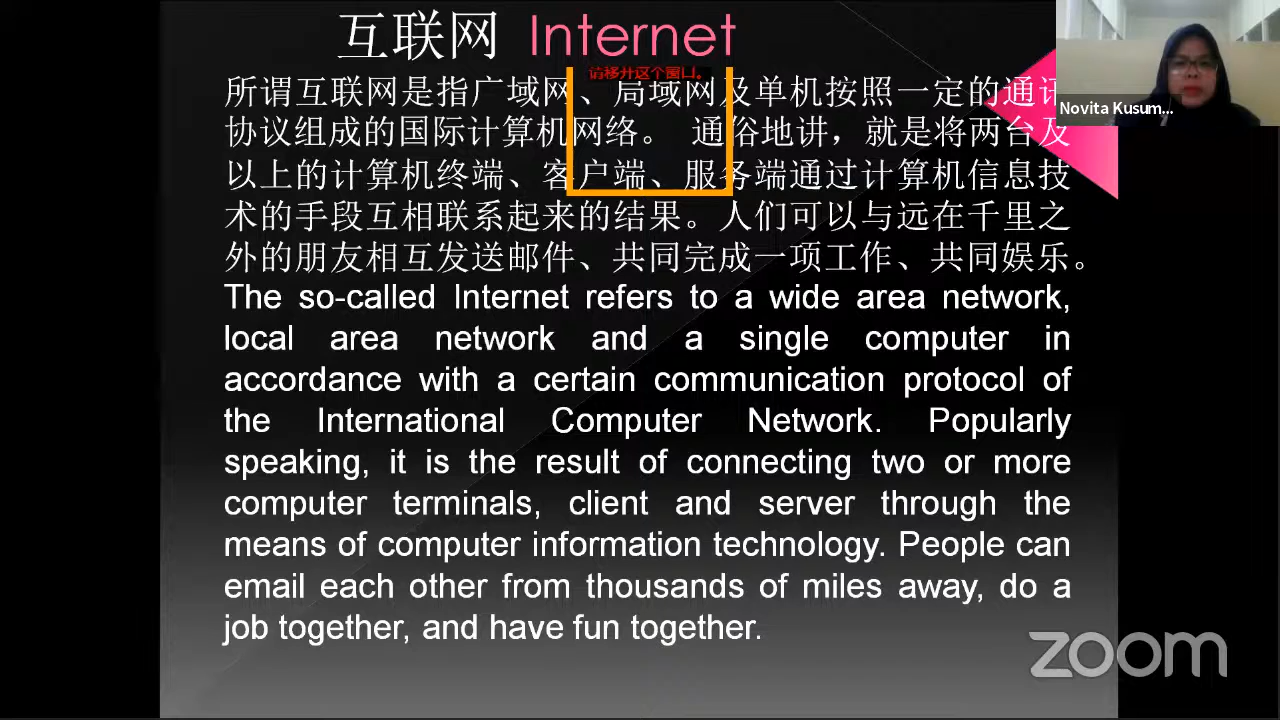 互联网 Internet
请移开这个窗口。
所谓互联网是指广域网、局域网及单机按照一定的通讯
协议组成的国际计算机网络。 通俗地讲，就是将两台及
以上的计算机终端、客户端、服务端通过计算机信息技
术的手段互相联系起来的结果。人们可以与远在千里之
外的朋友相互发送邮件、共同完成一项工作、共同娱乐。
The so-called Internet refers to a wide area network,
local area network and a single computer in
accordance with a certain communication protocol of
the International Computer Network. Popularly
speaking, it is the result of connecting two or more
computer terminals, client and server through the
means of computer information technology. People can
email each other from thousands of miles away, do a
job together, and have fun together.
Novita Kusum...
zoom